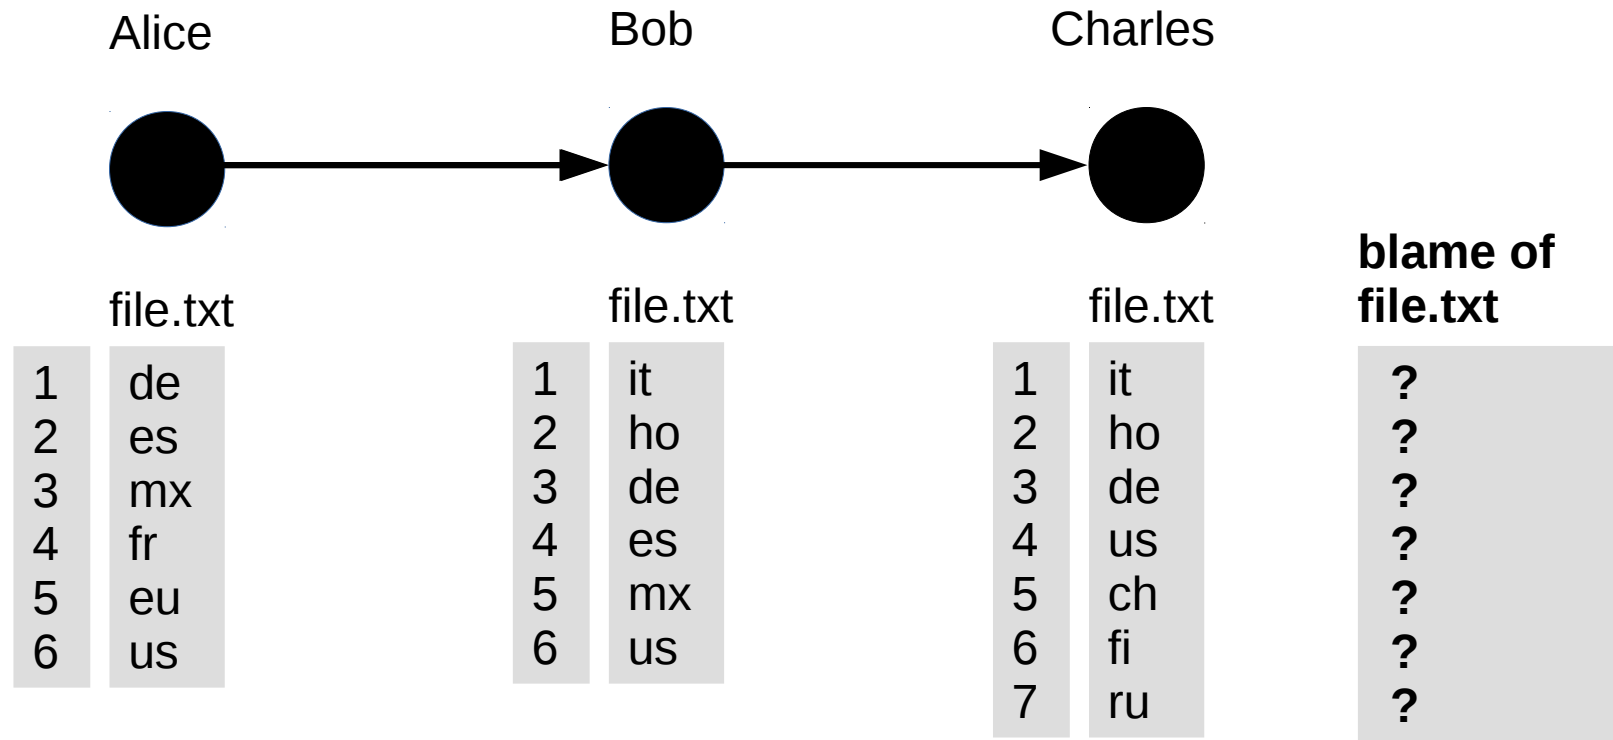 Alice
Bob
Charles
file.txt
1 de
2 es
3 mx
4 fr
5 eu
6 us
file.txt
1 it
2 ho
3 de
4 es
5 mx
6 us
file.txt
1 it
2 ho
3 de
4 us
5 ch
6 fi
7 ru
blame of
file.txt
?
?
?
?
?
?
?